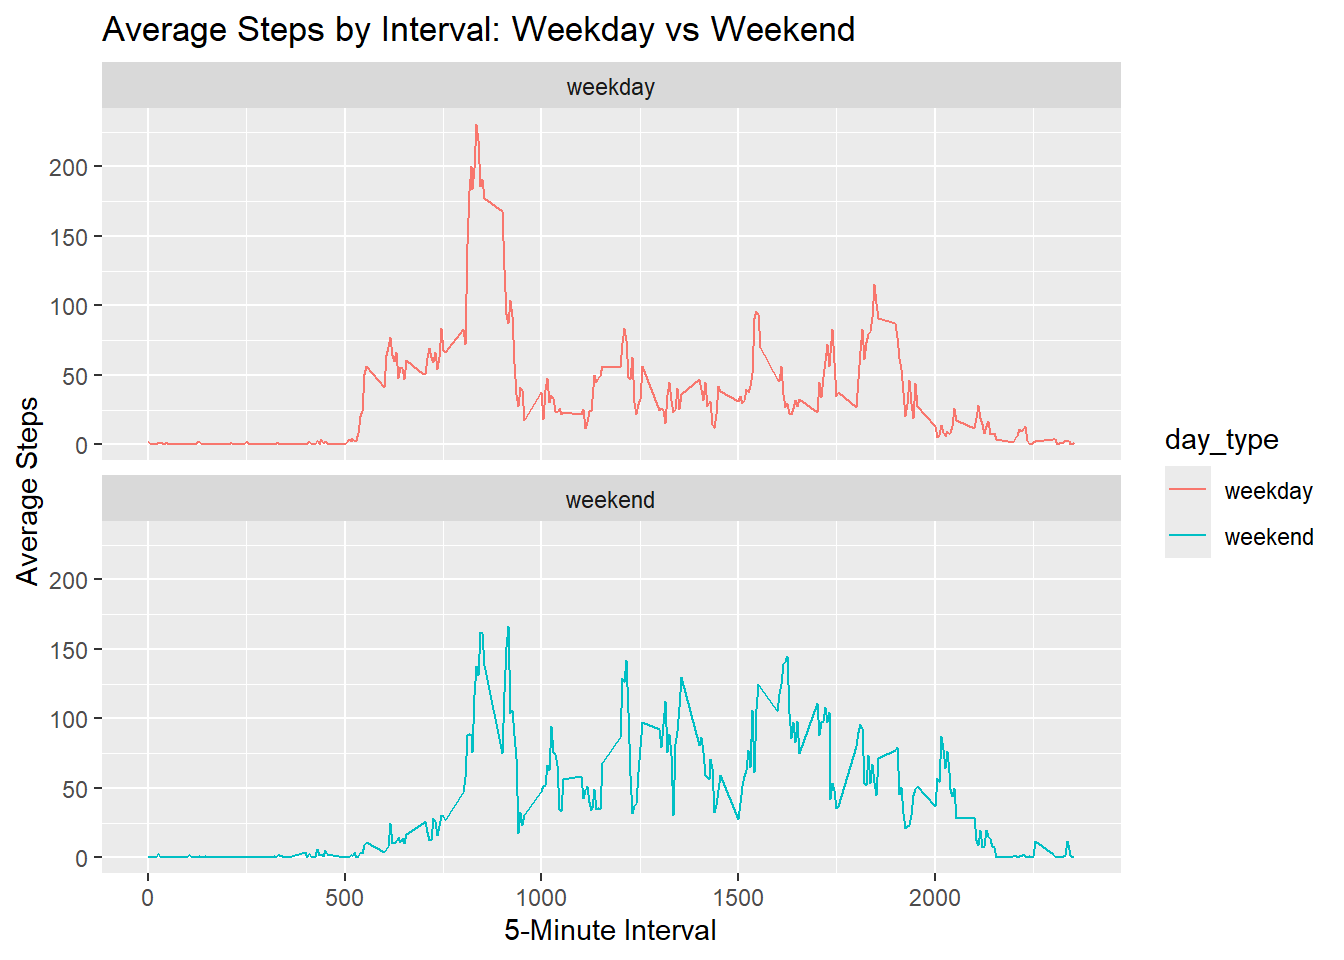 Average Steps by Interval: Weekday vs Weekend
weekday
200
150
100
50
0
weekend
200
150
100
50
0
0 500 1000 1500 2000
5-Minute Interval
Average Steps
day_type
weekday
weekend